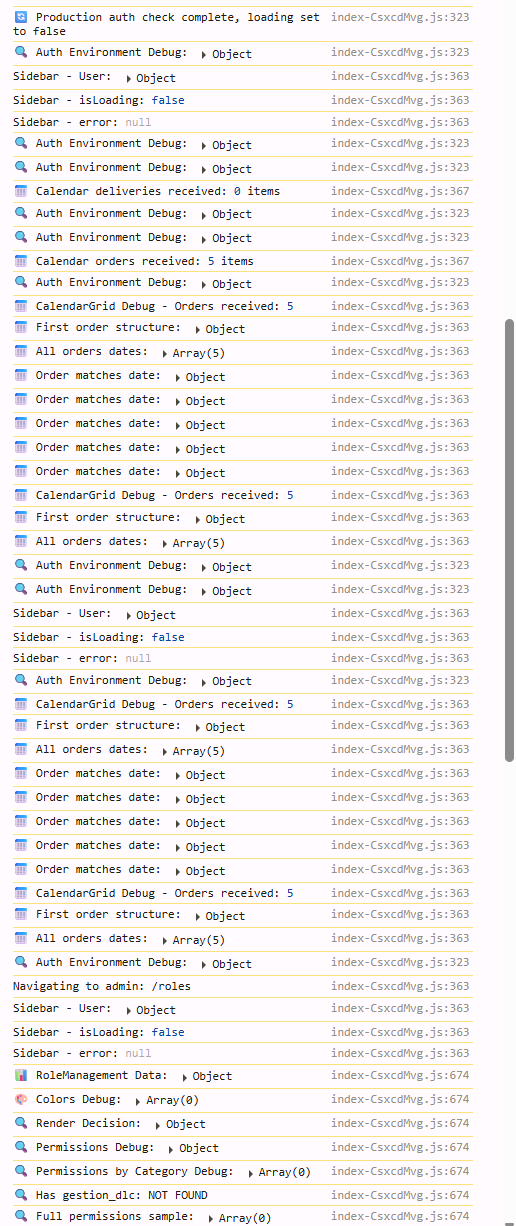 Production auth check complete, loading set index-CsxcdMvg.js:323
to false
Auth Environment Debug: Object index-CsxcdMvg.js:323
Sidebar - User: Object index-CsxcdMvg.js:363
Sidebar - isLoading: false index-CsxcdMvg.js:363
Sidebar - error: null index-CsxcdMvg.js:363
Auth Environment Debug: Object index-CsxcdMvg.js:323
Auth Environment Debug: Object index-CsxcdMvg.js:323
Calendar deliveries received: 0 items index-CsxcdMvg.js:367
Auth Environment Debug: Object index-CsxcdMvg.js:323
Auth Environment Debug: Object index-CsxcdMvg.js:323
Calendar orders received: 5 items index-CsxcdMvg.js:367
Auth Environment Debug: Object index-CsxcdMvg.js:323
CalendarGrid Debug - Orders received: 5 index-CsxcdMvg.js:363
First order structure: Object index-CsxcdMvg.js:363
All orders dates: Array(5) index-CsxcdMvg.js:363
Order matches date: Object index-CsxcdMvg.js:363
Order matches date: Object index-CsxcdMvg.js:363
Order matches date: Object index-CsxcdMvg.js:363
Order matches date: Object index-CsxcdMvg.js:363
Order matches date: Object index-CsxcdMvg.js:363
CalendarGrid Debug - Orders received: 5 index-CsxcdMvg.js:363
First order structure: Object index-CsxcdMvg.js:363
All orders dates: Array(5) index-CsxcdMvg.js:363
Auth Environment Debug: Object index-CsxcdMvg.js:323
Auth Environment Debug: Object index-CsxcdMvg.js:323
Sidebar - User: Object index-CsxcdMvg.js:363
Sidebar - isLoading: false index-CsxcdMvg.js:363
Sidebar - error: null index-CsxcdMvg.js:363
Auth Environment Debug: Object index-CsxcdMvg.js:323
CalendarGrid Debug - Orders received: 5 index-CsxcdMvg.js:363
First order structure: Object index-CsxcdMvg.js:363
All orders dates: Array(5) index-CsxcdMvg.js:363
Order matches date: Object index-CsxcdMvg.js:363
Order matches date: Object index-CsxcdMvg.js:363
Order matches date: Object index-CsxcdMvg.js:363
Order matches date: Object index-CsxcdMvg.js:363
Order matches date: Object index-CsxcdMvg.js:363
CalendarGrid Debug - Orders received: 5 index-CsxcdMvg.js:363
First order structure: Object index-CsxcdMvg.js:363
All orders dates: Array(5) index-CsxcdMvg.js:363
Auth Environment Debug: Object index-CsxcdMvg.js:323
Navigating to admin: /roles index-CsxcdMvg.js:363
Sidebar - User: Object index-CsxcdMvg.js:363
Sidebar - isLoading: false index-CsxcdMvg.js:363
Sidebar - error: null index-CsxcdMvg.js:363
RoleManagement Data: Object index-CsxcdMvg.js:674
Colors Debug: Array(0) index-CsxcdMvg.js:674
Render Decision: Object index-CsxcdMvg.js:674
Permissions Debug: Object index-CsxcdMvg.js:674
Permissions by Category Debug: Array(0) index-CsxcdMvg.js:674
Has gestion_dlc: NOT FOUND index-CsxcdMvg.js:674
Full permissions sample: Array(0) index-CsxcdMvg.js:674